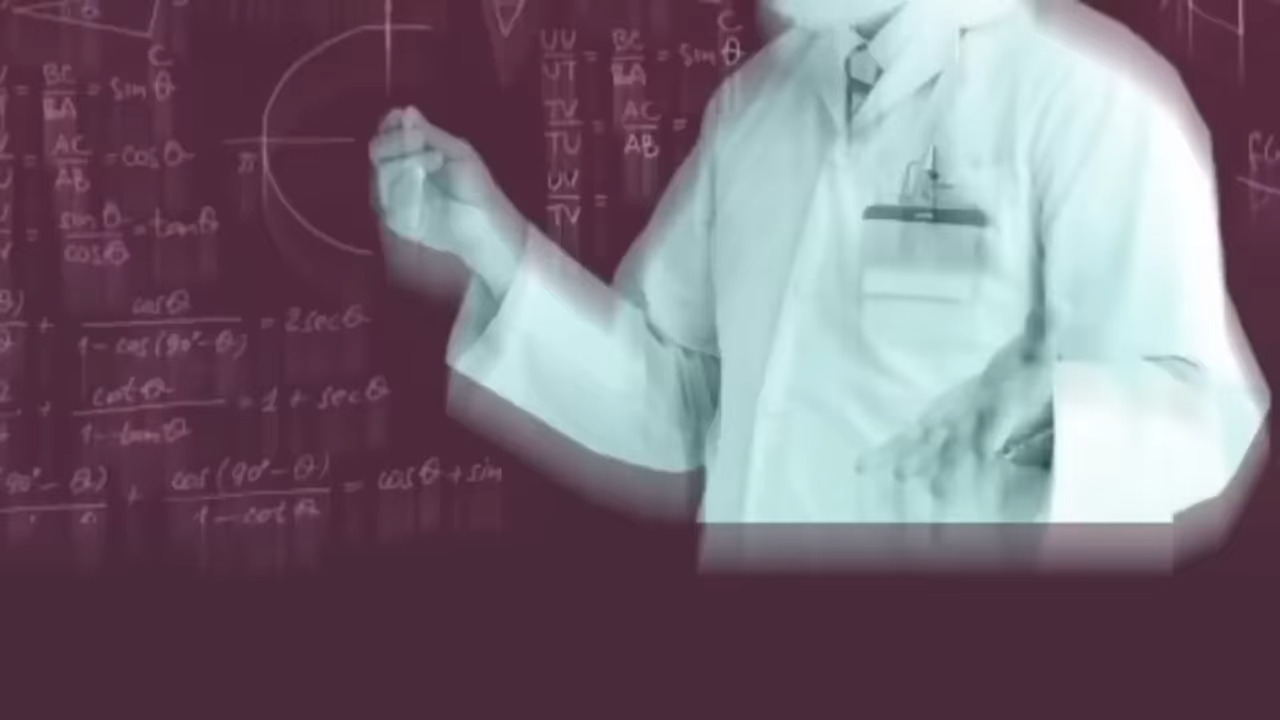 C
BC/BA = sin θ
AC/AB = cos θ
sin θ/cos θ = tan θ
+ cos θ/1 - cos (90° - θ) = 2 sec θ
+ cot θ/1 - tan θ = 1 + sec θ
90° - θ) + cos (90° - θ)/1 - cot θ = cos θ + sin
π
C
UV/UT = BC/BA = sin θ
TV/TU = AC/AB =
UV/TV =